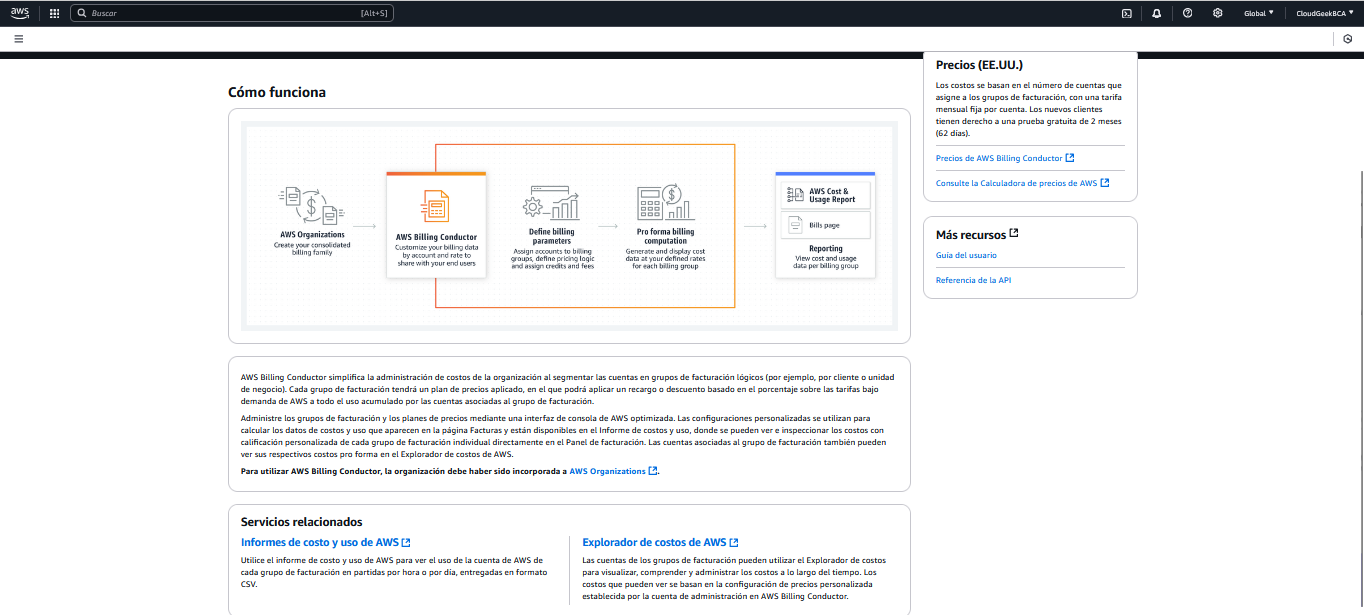 aws
Buscar
[Alt+S]
Global
CloudGeekBCA
Cómo funciona
AWS Organizations
Create your consolidated
billing family
AWS Billing Conductor
Customize your billing data
by account and rate to
share with your end users
Define billing
parameters
Assign accounts to billing
groups, define pricing logic
and assign credits and fees
Pro forma billing
computation
Generate and display cost
data at your defined rates
for each billing group
AWS Cost &
Usage Report
Bills page
Reporting
View cost and usage
data per billing group
AWS Billing Conductor simplifica la administración de costos de la organización al segmentar las cuentas en grupos de facturación lógicos (por ejemplo, por cliente o unidad
de negocio). Cada grupo de facturación tendrá un plan de precios aplicado, en el que podrá aplicar un recargo o descuento basado en el porcentaje sobre las tarifas bajo
demanda de AWS a todo el uso acumulado por las cuentas asociadas al grupo de facturación.
Administre los grupos de facturación y los planes de precios mediante una interfaz de consola de AWS optimizada. Las configuraciones personalizadas se utilizan para
calcular los datos de costos y uso que aparecen en la página Facturas y están disponibles en el Informe de costos y uso, donde se pueden ver e inspeccionar los costos con
calificación personalizada de cada grupo de facturación individual directamente en el Panel de facturación. Las cuentas asociadas al grupo de facturación también pueden
ver sus respectivos costos pro forma en el Explorador de costos de AWS.
Para utilizar AWS Billing Conductor, la organización debe haber sido incorporada a AWS Organizations.
Servicios relacionados
Informes de costo y uso de AWS
Utilice el informe de costo y uso de AWS para ver el uso de la cuenta de AWS de
cada grupo de facturación en partidas por hora o por día, entregadas en formato
CSV.
Explorador de costos de AWS
Las cuentas de los grupos de facturación pueden utilizar el Explorador de costos
para visualizar, comprender y administrar los costos a lo largo del tiempo. Los
costos que pueden ver se basan en la configuración de precios personalizada
establecida por la cuenta de administración en AWS Billing Conductor.
Precios (EE.UU.)
Los costos se basan en el número de cuentas que
asigne a los grupos de facturación, con una tarifa
mensual fija por cuenta. Los nuevos clientes
tienen derecho a una prueba gratuita de 2 meses
(62 días).
Precios de AWS Billing Conductor
Consulte la Calculadora de precios de AWS
Más recursos
Guía del usuario
Referencia de la API